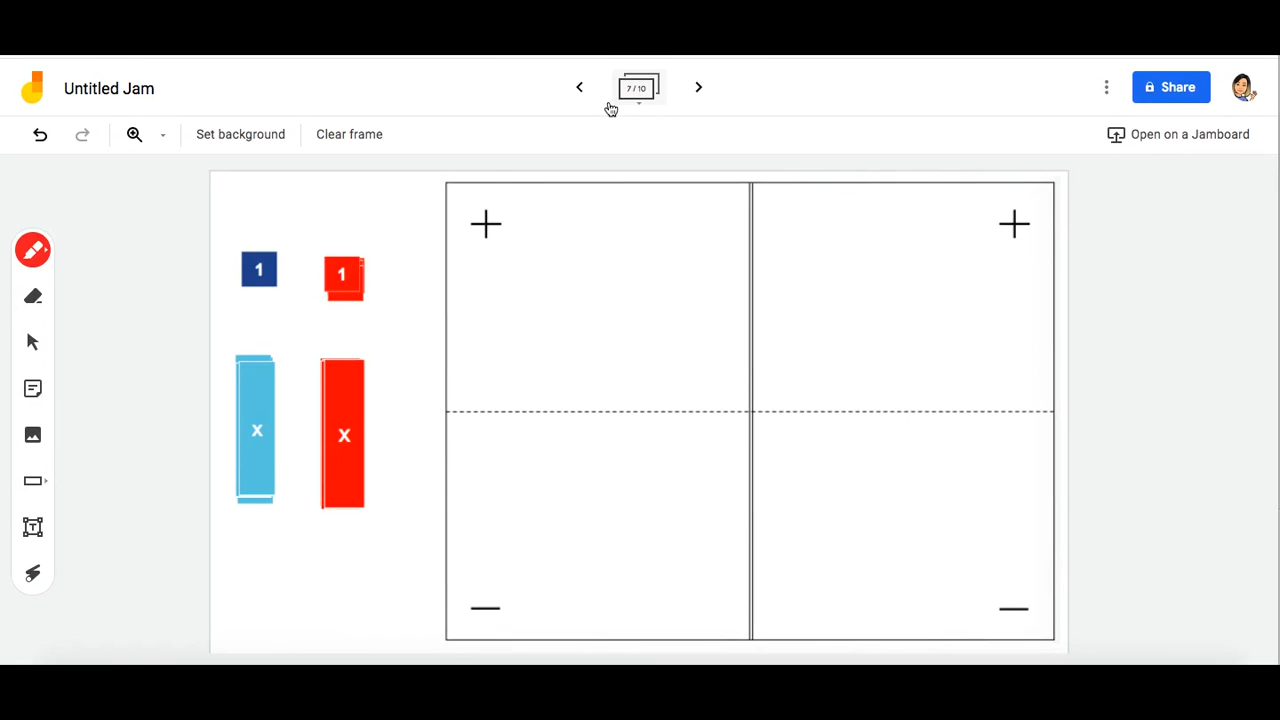 Untitled Jam
7 / 10
Share
Set background
Clear frame
Open on a Jamboard
+
+
1
1
X
X
T
—
—